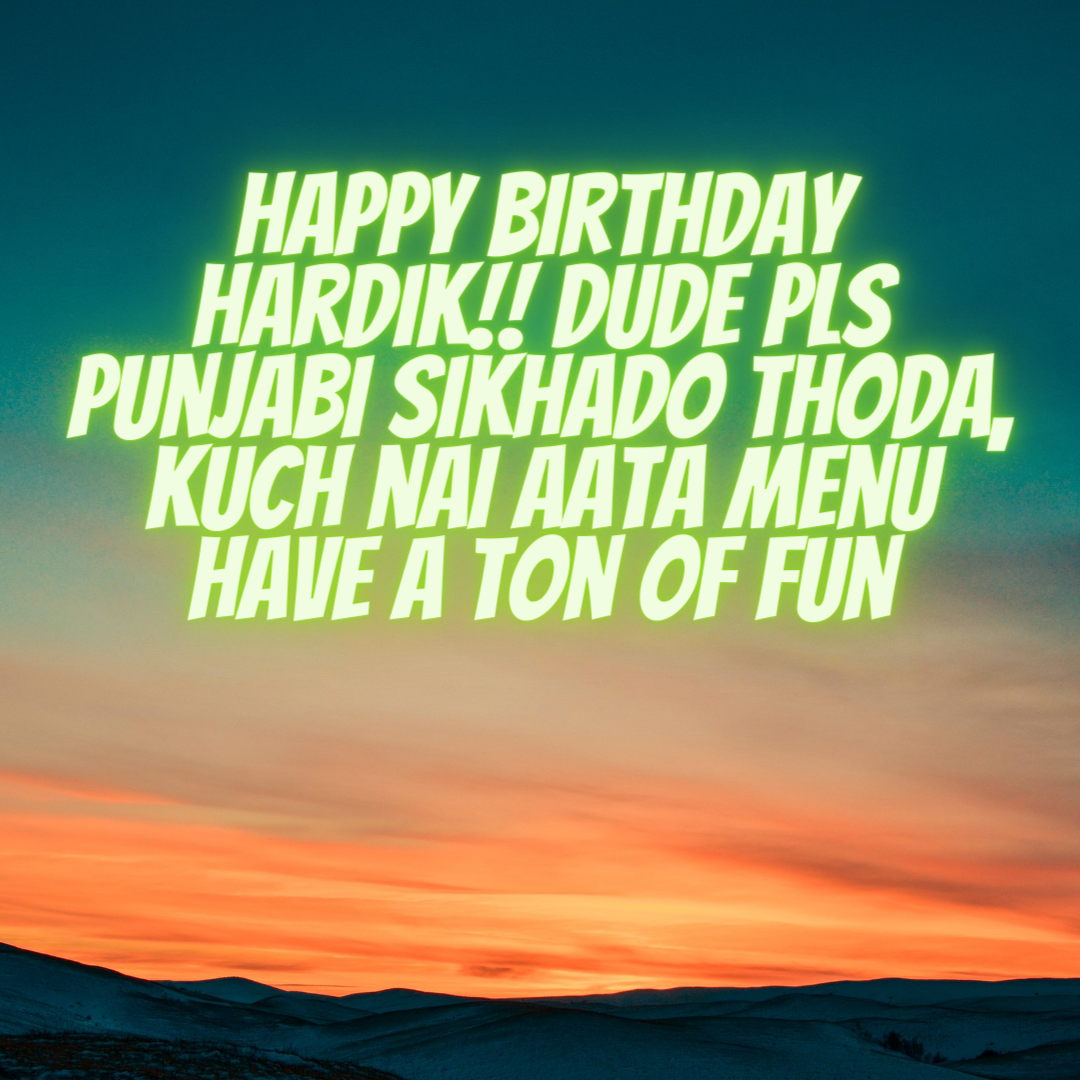 HAPPY BIRTHDAY
HARDIK!! DUDE PLS
PUNJABI SIKHADO THODA,
KUCH NAI AATA MENU
HAVE A TON OF FUN